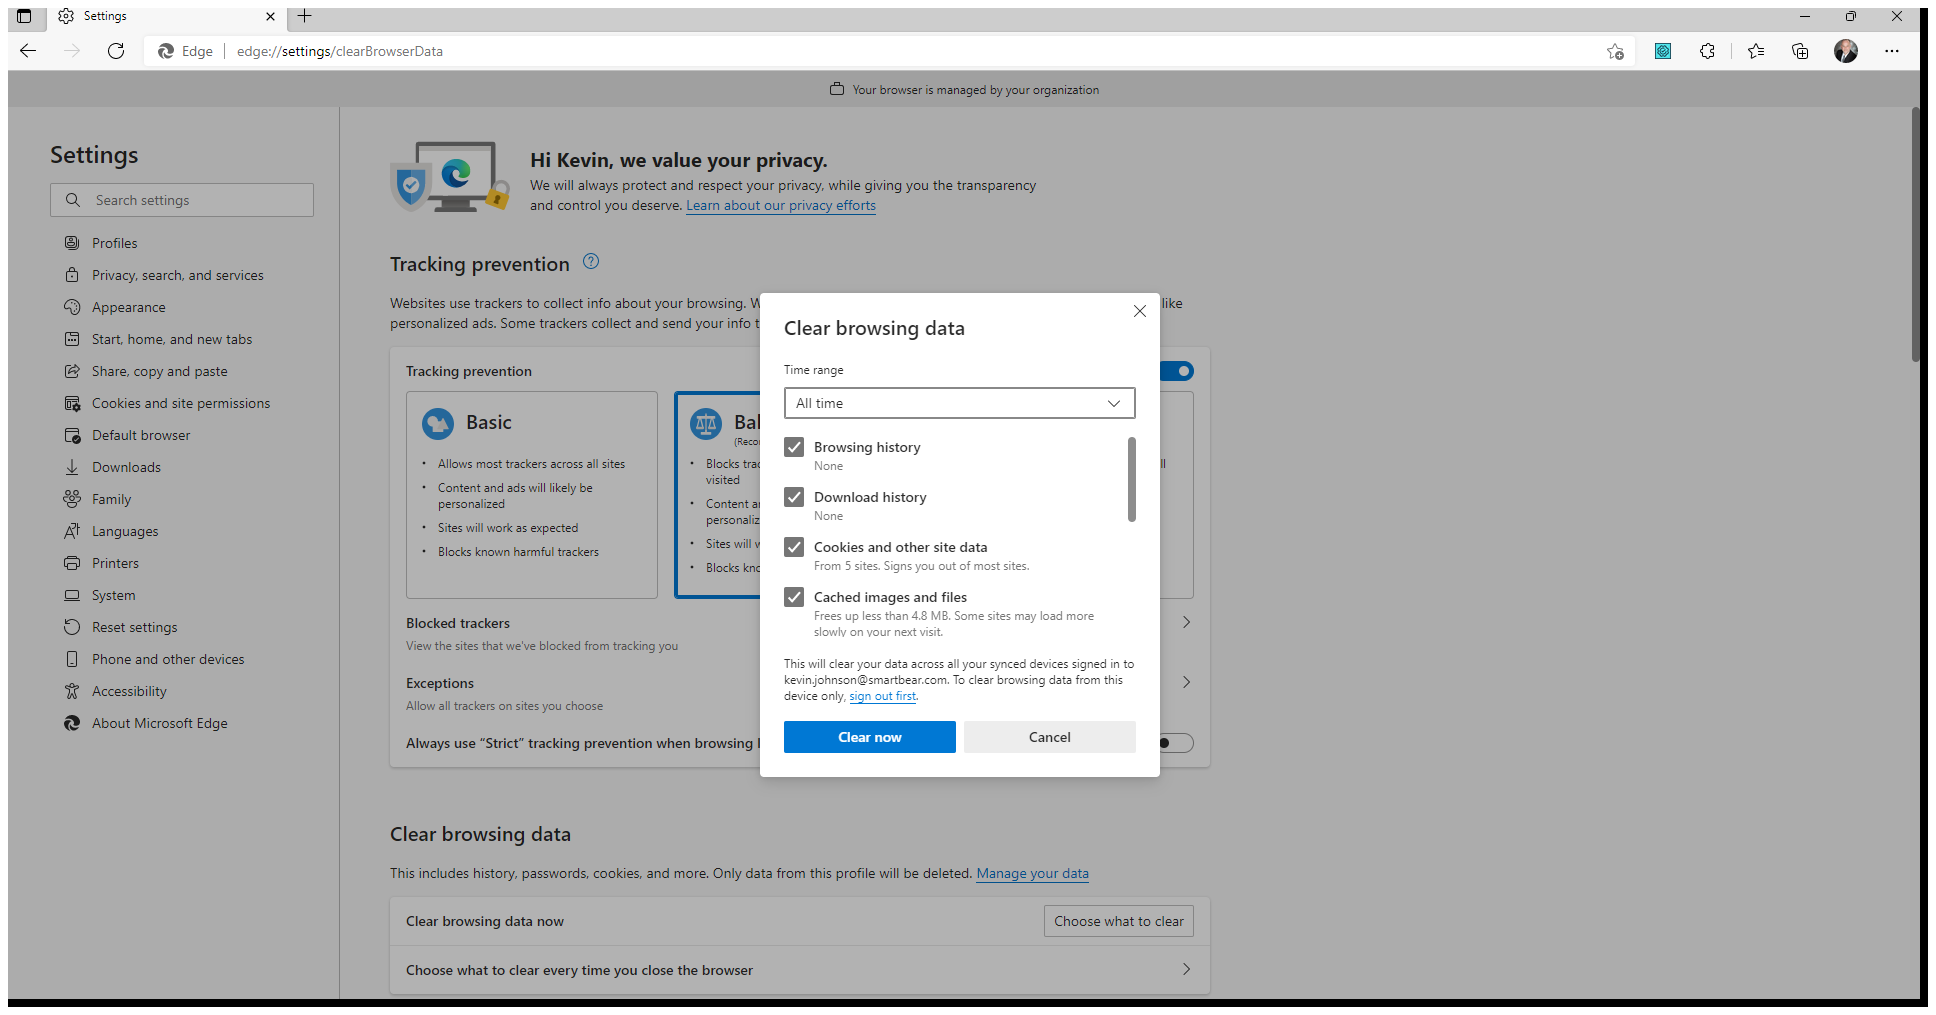 Settings
Edge
edge://settings/clearBrowserData
Your browser is managed by your organization
Settings
Search settings
Profiles
Privacy, search, and services
Appearance
Start, home, and new tabs
Share, copy and paste
Cookies and site permissions
Default browser
Downloads
Family
Languages
Printers
System
Reset settings
Phone and other devices
Accessibility
About Microsoft Edge
Hi Kevin, we value your privacy.
We will always protect and respect your privacy, while giving you the transparency
and control you deserve. Learn about our privacy efforts
Tracking prevention
Websites use trackers to collect info about your browsing. W
like
personalized ads. Some trackers collect and send your info t
Tracking prevention
Basic
• Allows most trackers across all sites
• Content and ads will likely be
personalized
• Sites will work as expected
• Blocks known harmful trackers
Bal
(Recor
• Blocks trac
visited
• Content an
personaliz
• Sites will w
• Blocks kno
ll
Blocked trackers
View the sites that we've blocked from tracking you
Exceptions
Allow all trackers on sites you choose
Always use “Strict” tracking prevention when browsing I
Clear browsing data
Time range
All time
Browsing history
None
Download history
None
Cookies and other site data
From 5 sites. Signs you out of most sites.
Cached images and files
Frees up less than 4.8 MB. Some sites may load more
slowly on your next visit.
This will clear your data across all your synced devices signed in to
kevin.johnson@smartbear.com. To clear browsing data from this
device only, sign out first.
Clear now
Cancel
Clear browsing data
This includes history, passwords, cookies, and more. Only data from this profile will be deleted. Manage your data
Clear browsing data now
Choose what to clear
Choose what to clear every time you close the browser